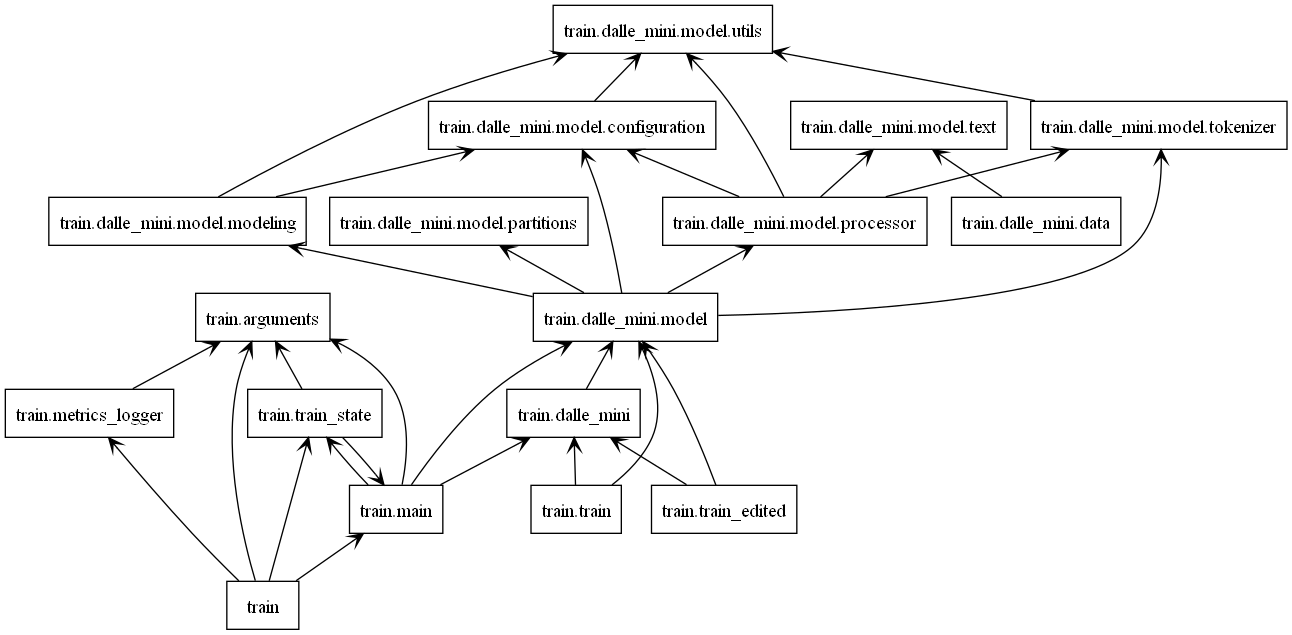 train.dalle_mini.model.utils
train.dalle_mini.model.configuration
train.dalle_mini.model.text
train.dalle_mini.model.tokenizer
train.dalle_mini.model.modeling
train.dalle_mini.model.partitions
train.dalle_mini.model.processor
train.dalle_mini.data
train.arguments
train.dalle_mini.model
train.metrics_logger
train.train_state
train.dalle_mini
train.main
train.train
train.train_edited
train